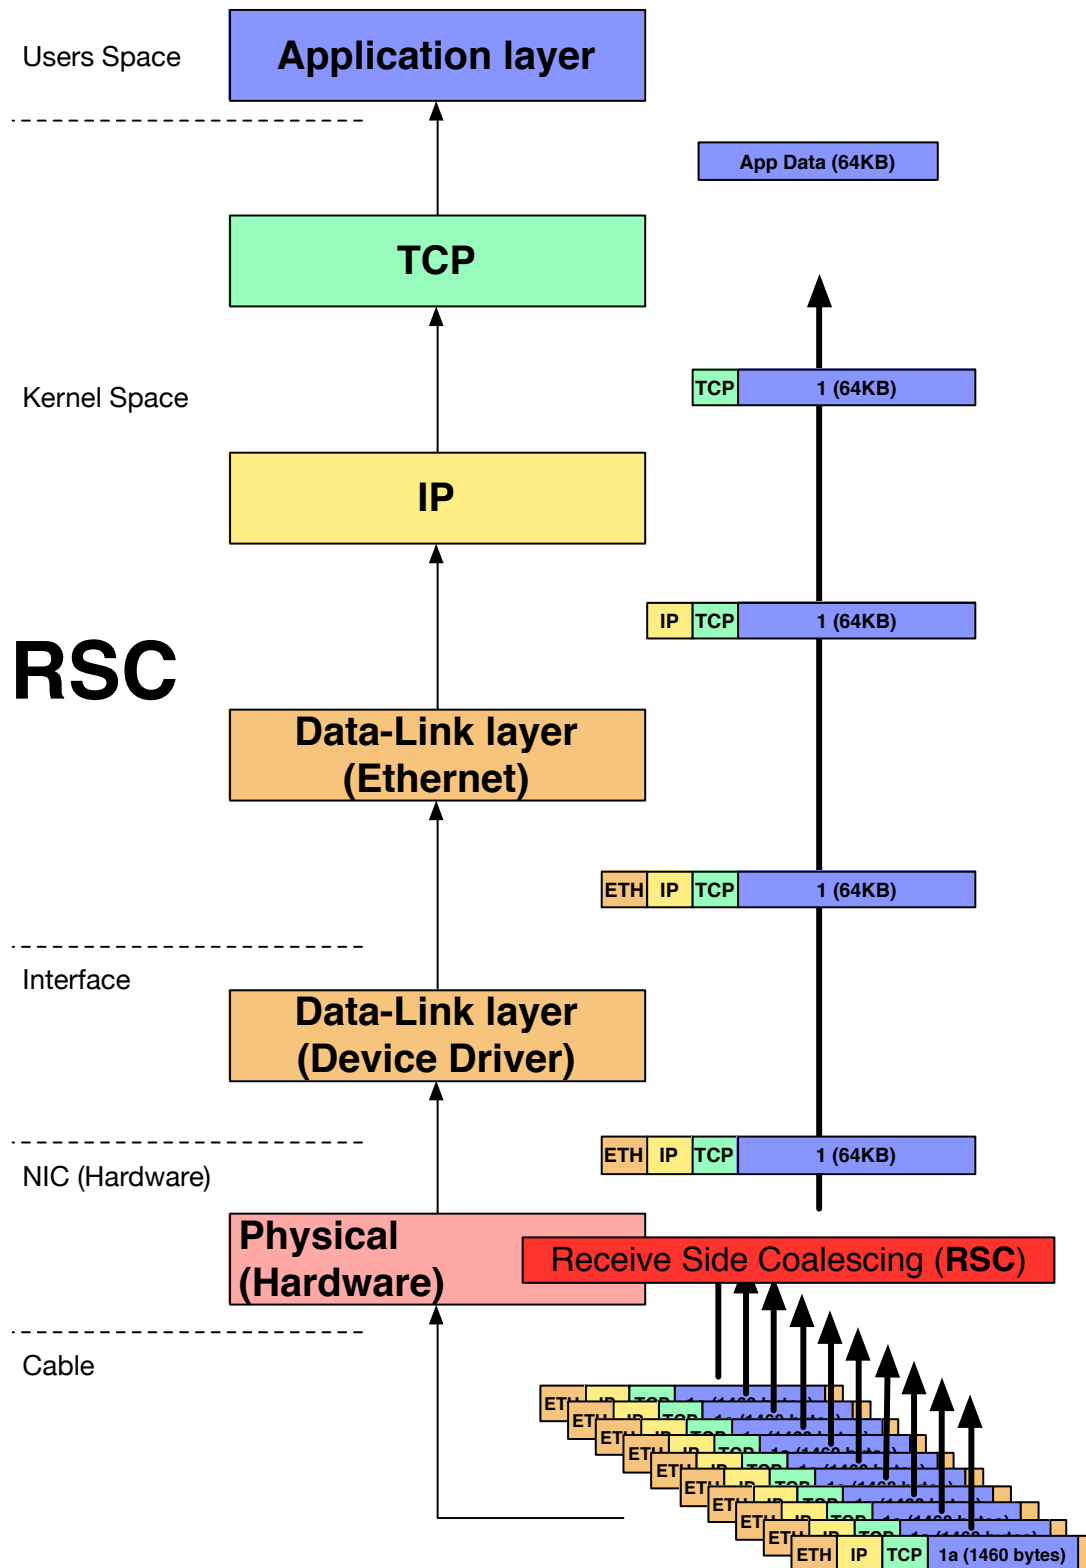 Users Space
Application layer
App Data (64KB)
TCP
TCP 1 (64KB)
Kernel Space
IP
IP TCP 1 (64KB)
RSC
Data-Link layer
(Ethernet)
ETH IP TCP 1 (64KB)
Interface
Data-Link layer
(Device Driver)
ETH IP TCP 1 (64KB)
NIC (Hardware)
Physical
(Hardware)
Receive Side Coalescing (RSC)
Cable
ETH IP TCP 1a (1460 bytes)